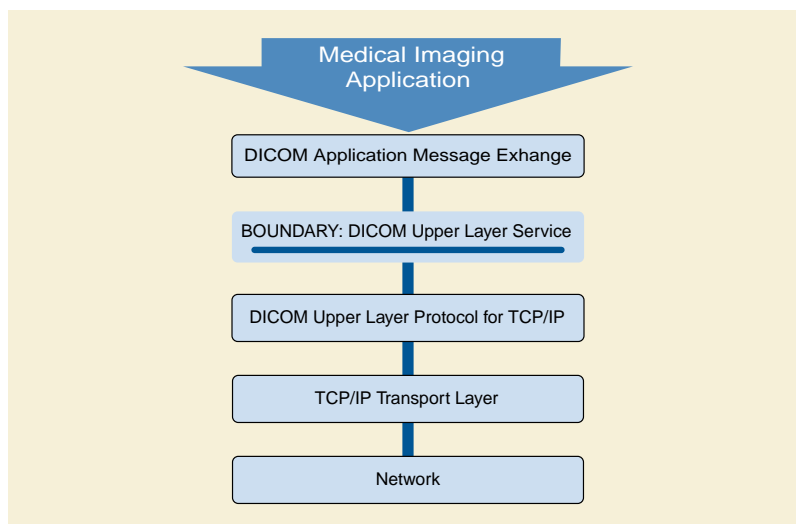 Medical Imaging
Application
DICOM Application Message Exhange
BOUNDARY: DICOM Upper Layer Service
DICOM Upper Layer Protocol for TCP/IP
TCP/IP Transport Layer
Network